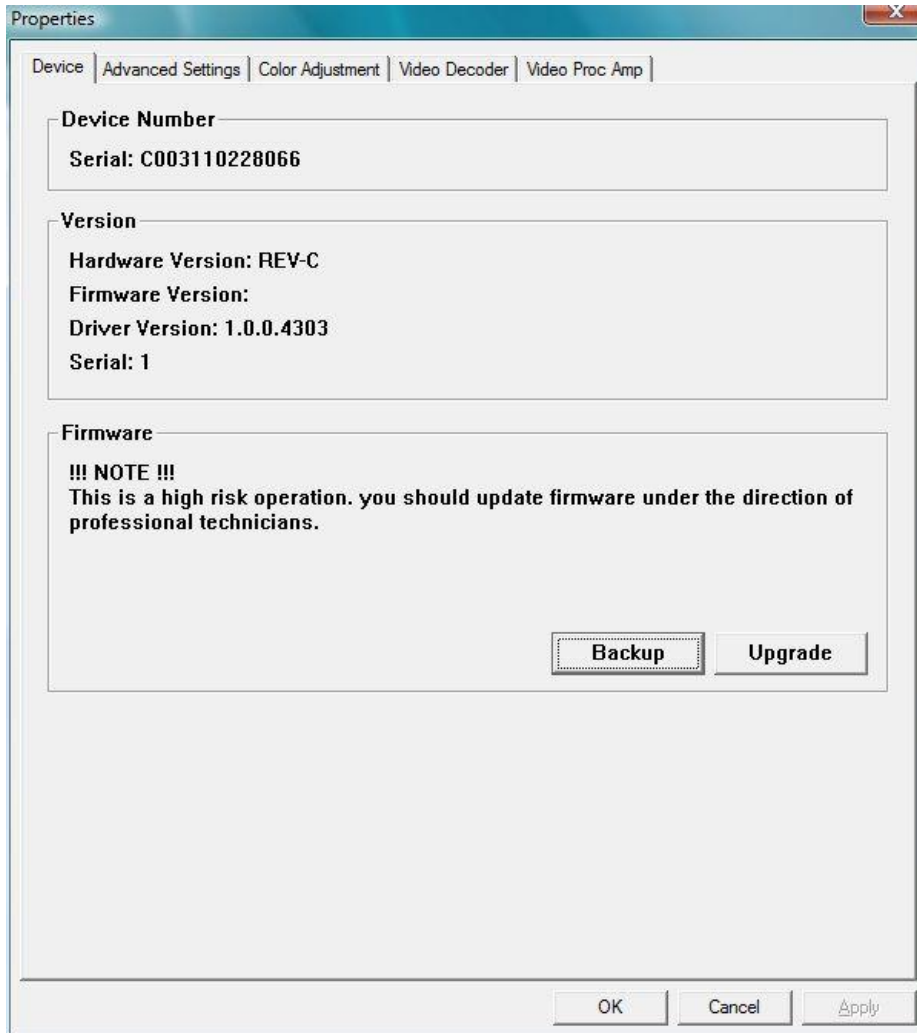 Properties
X
Device
Advanced Settings
Color Adjustment
Video Decoder
Video Proc Amp
Device Number
Serial: C003110228066
Version
Hardware Version: REV-C
Firmware Version:
Driver Version: 1.0.0.4303
Serial: 1
Firmware
!!! NOTE !!!
This is a high risk operation. you should update firmware under the direction of
professional technicians.
Backup
Upgrade
OK
Cancel
Apply